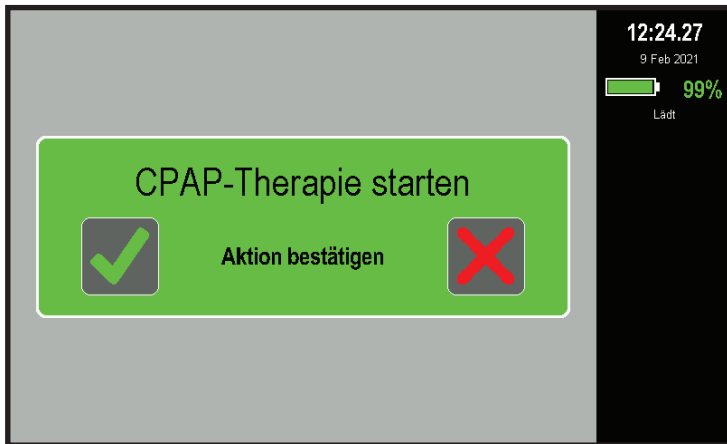 12:24.27
9 Feb 2021
99%
Lädt
CPAP-Therapie starten
Aktion bestätigen